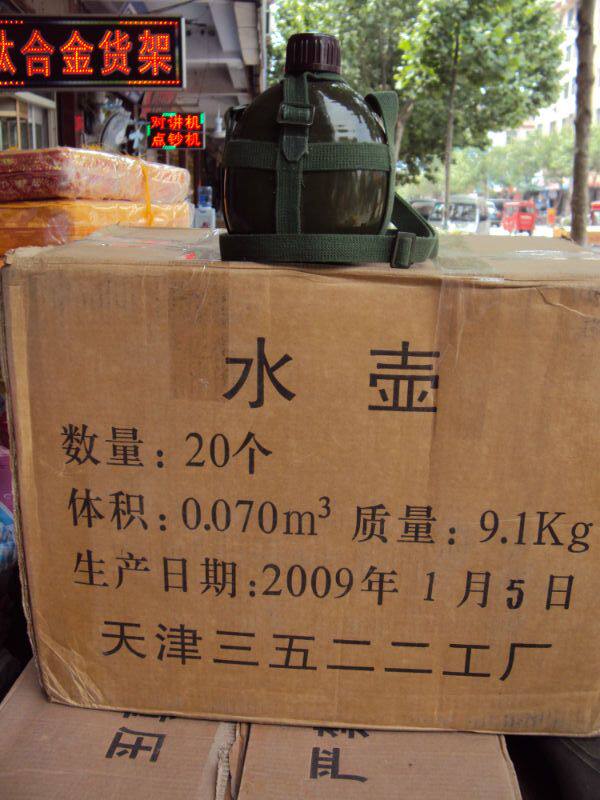 钛合金货架
对讲机
点钞机
水壶
数量：20个
体积：0.070m³ 质量：9.1Kg
生产日期：2009年1月5日
天津三五二二工厂